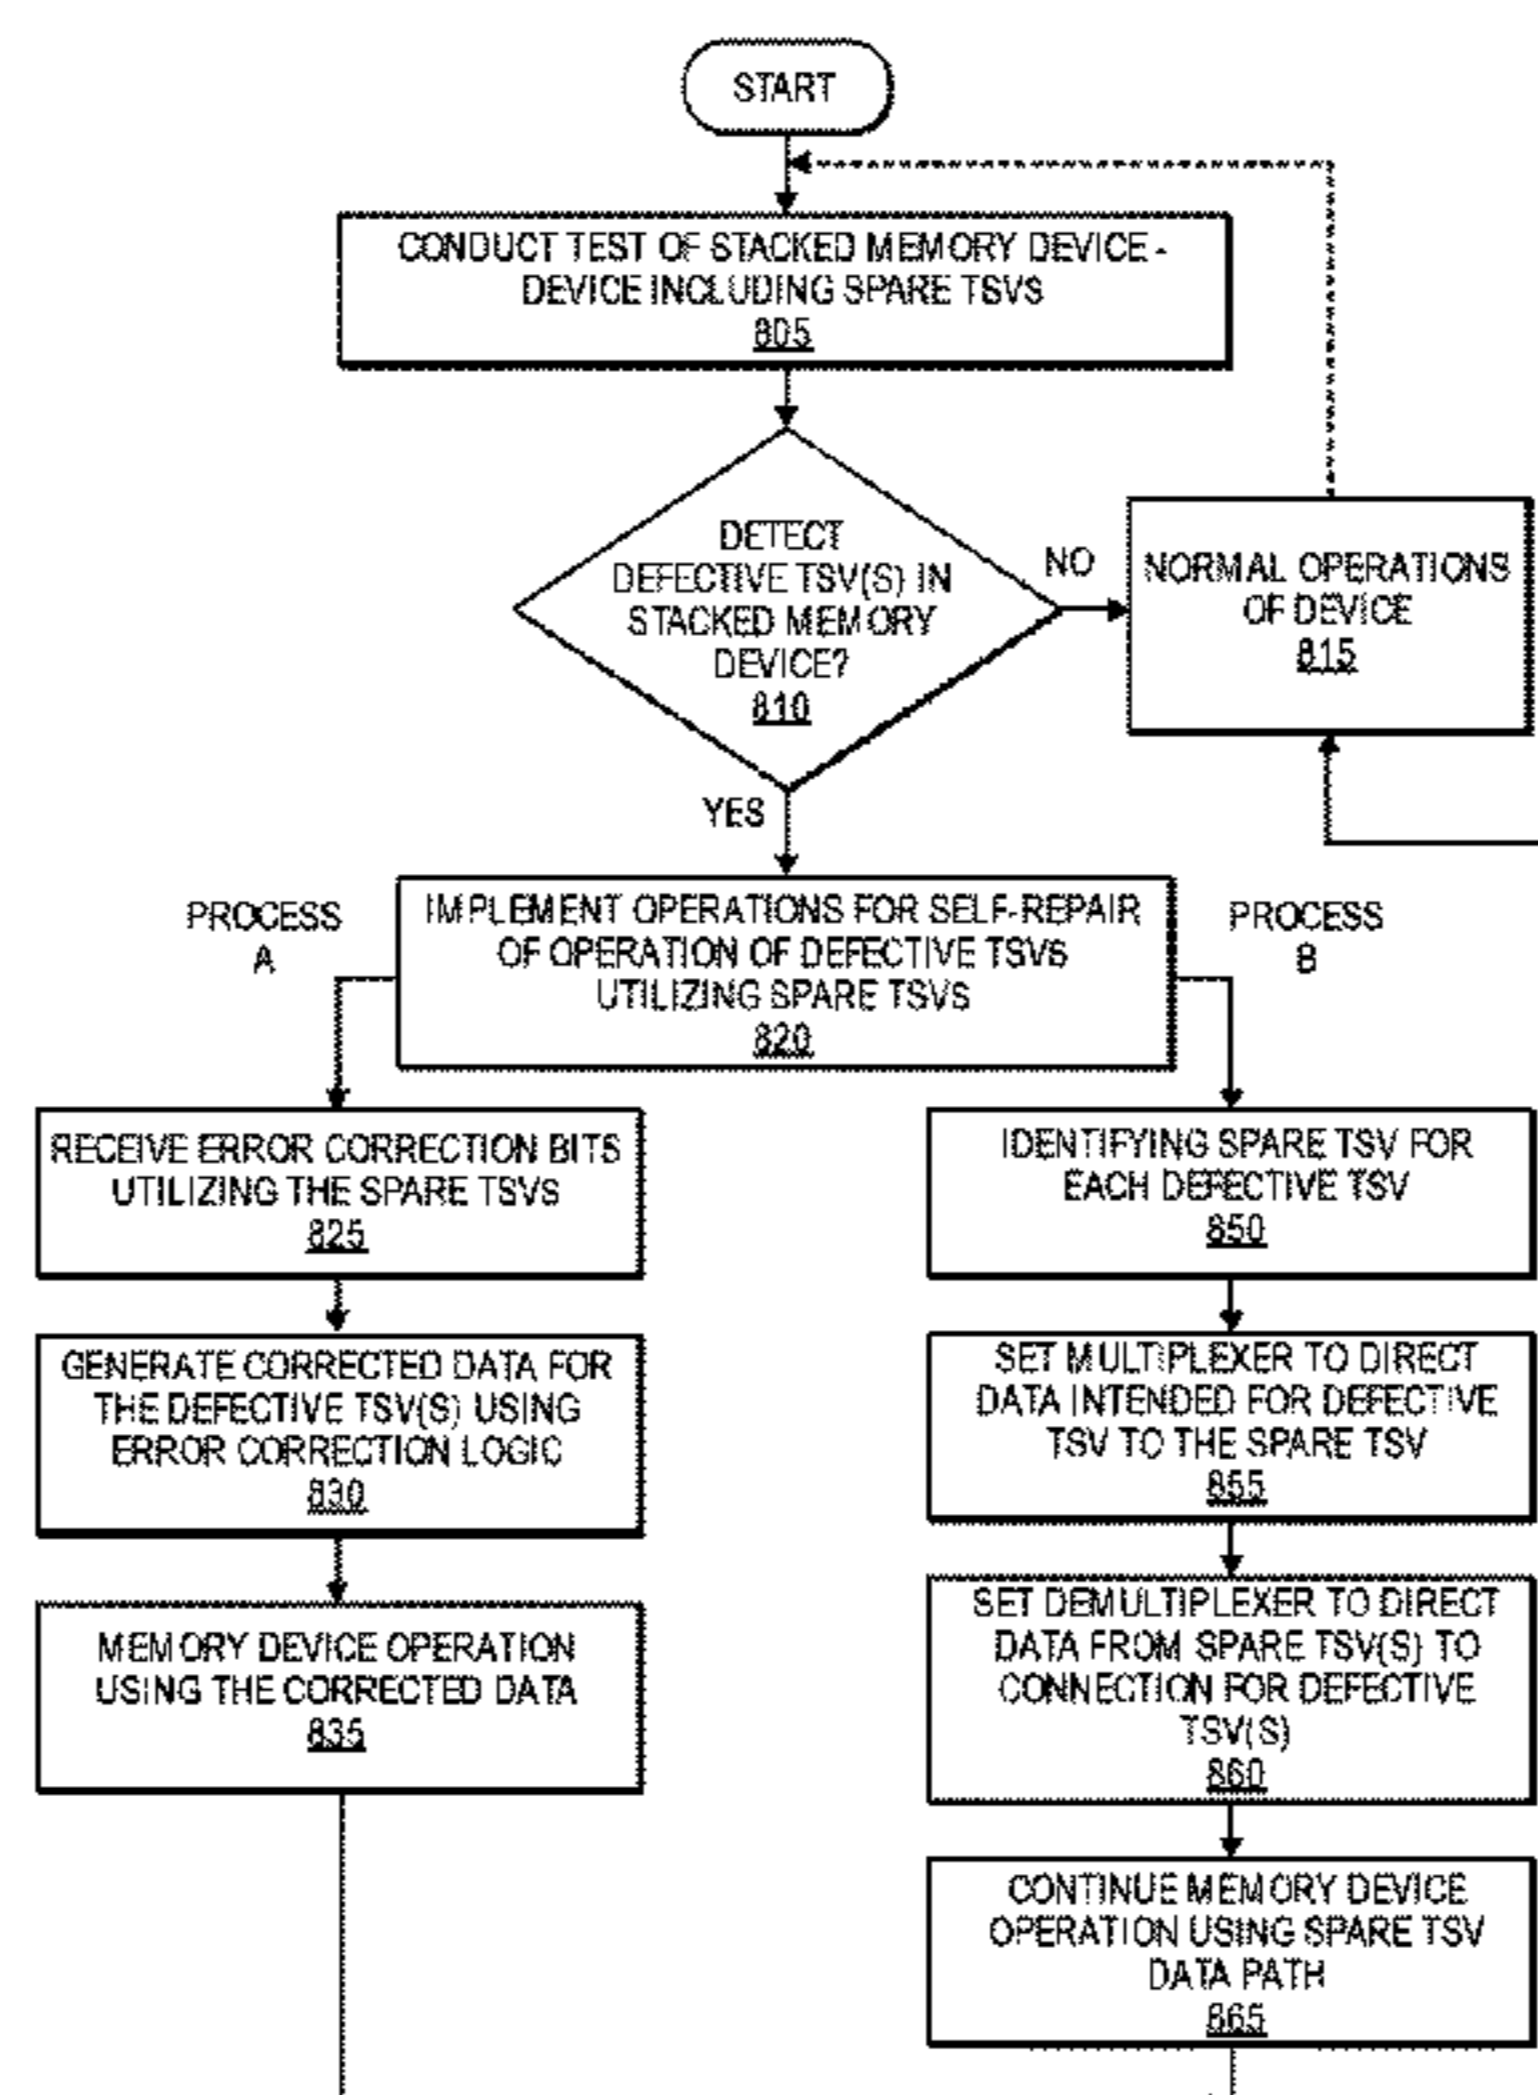 START
CONDUCT TEST OF STACKED MEMORY DEVICE -
DEVICE INCLUDING SPARE TSVS
805
DETECT
DEFECTIVE TSV(S) IN
STACKED MEMORY
DEVICE?
810
NO
NORMAL OPERATIONS
OF DEVICE
815
YES
PROCESS
A
IMPLEMENT OPERATIONS FOR SELF-REPAIR
OF OPERATION OF DEFECTIVE TSVS
UTILIZING SPARE TSVS
820
PROCESS
B
RECEIVE ERROR CORRECTION BITS
UTILIZING THE SPARE TSVS
825
GENERATE CORRECTED DATA FOR
THE DEFECTIVE TSV(S) USING
ERROR CORRECTION LOGIC
830
MEMORY DEVICE OPERATION
USING THE CORRECTED DATA
835
IDENTIFYING SPARE TSV FOR
EACH DEFECTIVE TSV
850
SET MULTIPLEXER TO DIRECT
DATA INTENDED FOR DEFECTIVE
TSV TO THE SPARE TSV
855
SET DEMULTIPLEXER TO DIRECT
DATA FROM SPARE TSV(S) TO
CONNECTION FOR DEFECTIVE
TSV(S)
860
CONTINUE MEMORY DEVICE
OPERATION USING SPARE TSV
DATA PATH
865